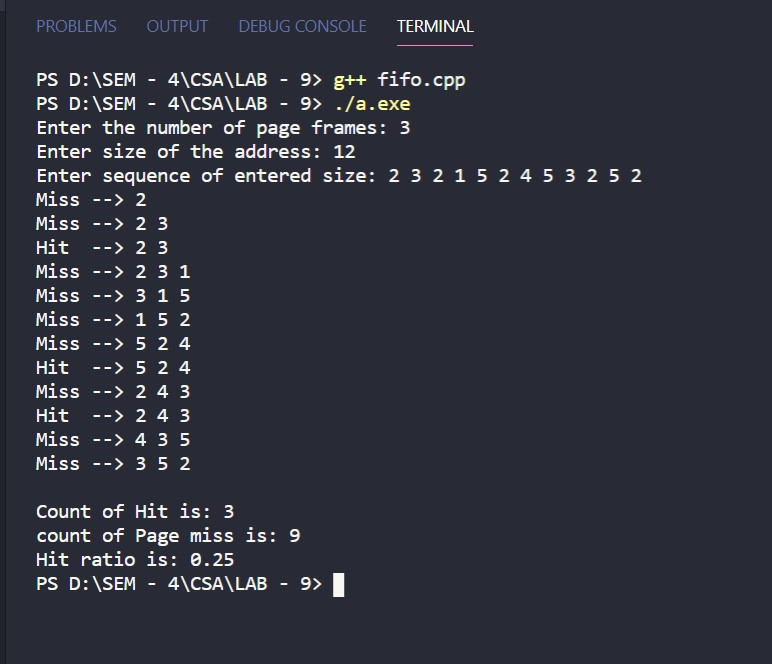 PROBLEMS OUTPUT DEBUG CONSOLE TERMINAL
PS D:\SEM - 4\CSA\LAB - 9> g++ fifo.cpp
PS D:\SEM - 4\CSA\LAB - 9> ./a.exe
Enter the number of page frames: 3
Enter size of the address: 12
Enter sequence of entered size: 2 3 2 1 5 2 4 5 3 2 5 2
Miss --> 2
Miss --> 2 3
Hit  --> 2 3
Miss --> 2 3 1
Miss --> 3 1 5
Miss --> 1 5 2
Miss --> 5 2 4
Hit  --> 5 2 4
Miss --> 2 4 3
Hit  --> 2 4 3
Miss --> 4 3 5
Miss --> 3 5 2
Count of Hit is: 3
count of Page miss is: 9
Hit ratio is: 0.25
PS D:\SEM - 4\CSA\LAB - 9>